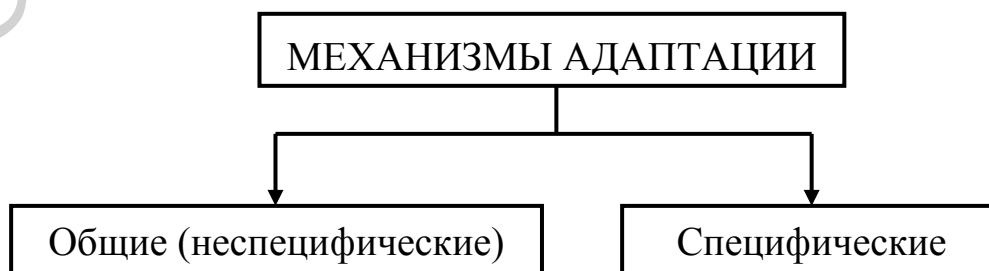 МЕХАНИЗМЫ АДАПТАЦИИ
Общие (неспецифические)
Специфические